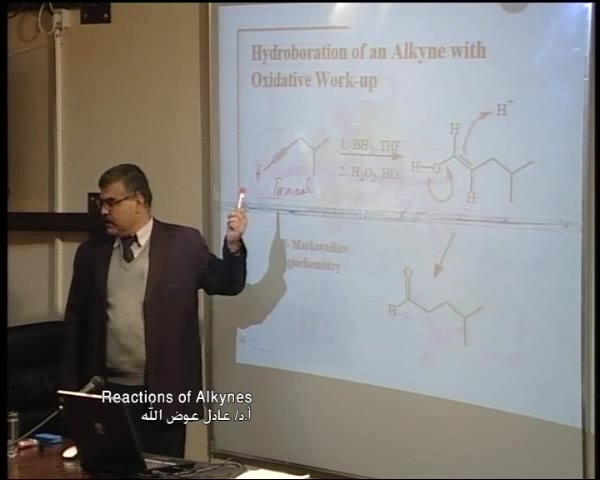 Hydroboration of an Alkyne with
Oxidative Work-up
H
H⁺
1. BH₃, THF
H
O
2. H₂O₂, HO
H
H
Terminal
Markovnikov
O
H
Reactions of Alkynes
أ.د/ عادل عوض الله